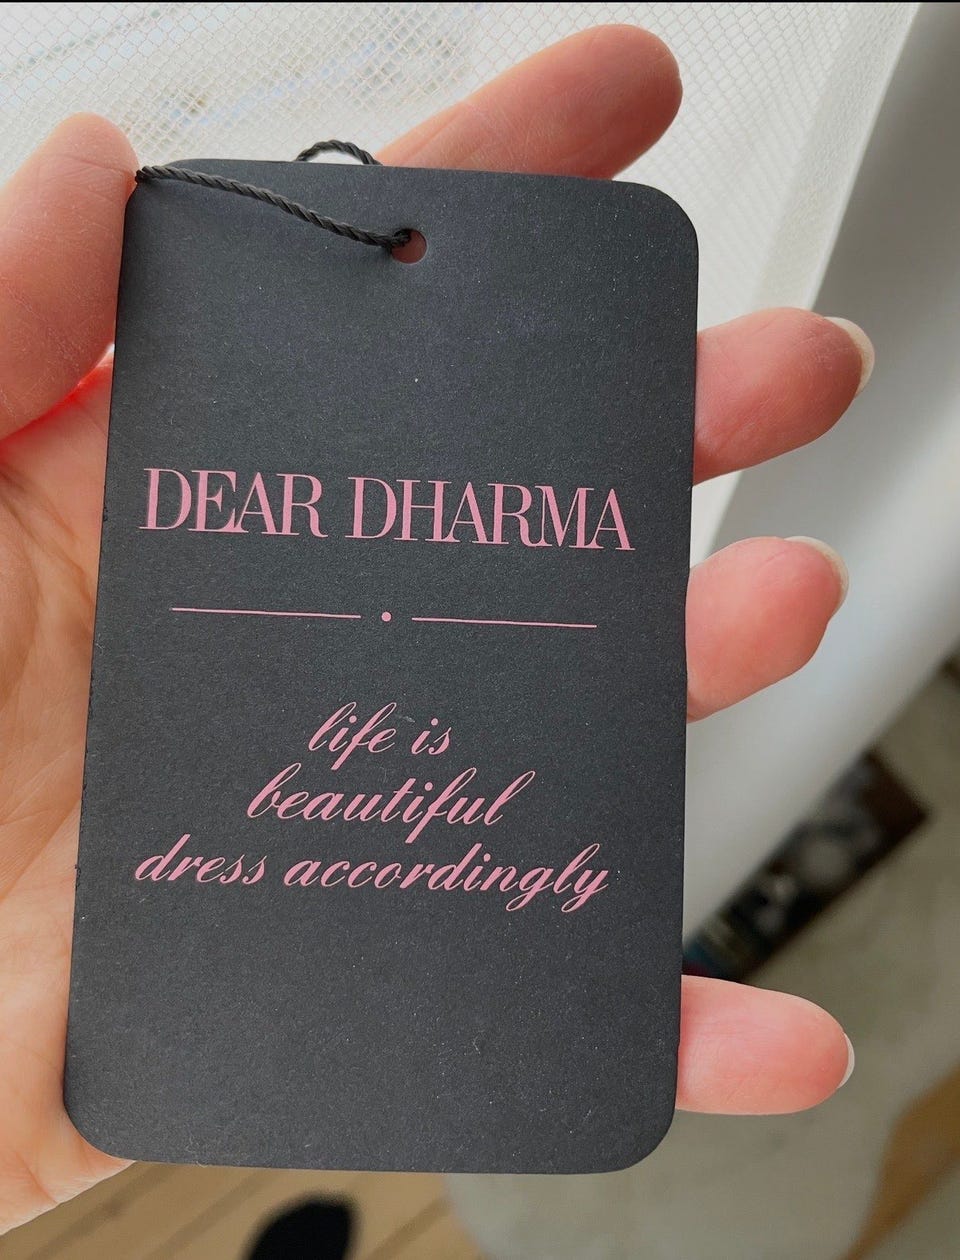 DEAR DHARMA
life is
beautiful
dress accordingly